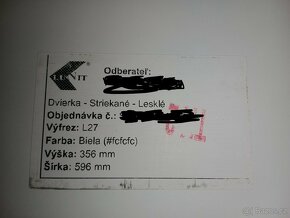 Odberateľ:
Dvierka - Striekané - Lesklé
Objednávka č.:
Výfrez: L27
Farba: Biela (#fcfcfc)
Výška: 356 mm
Šírka: 596 mm